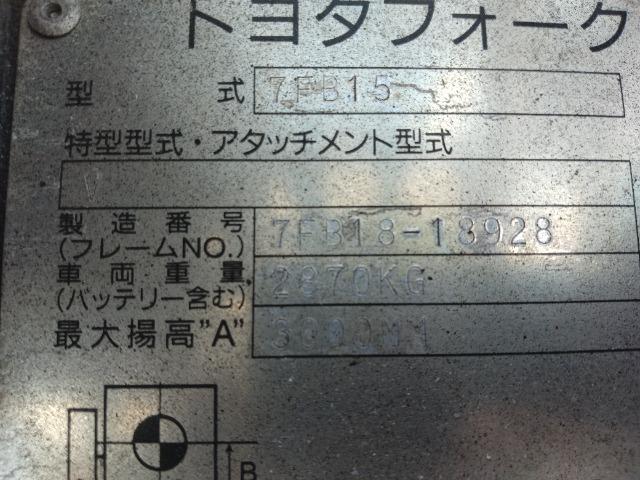 トヨタフォーク
型 式 7FB15
特型型式・アタッチメント型式
V
製造番号 7FB18-18928
(フレームNO.)
車両重量 2870KG
(バッテリー含む)
最大揚高"A" 3000MM
B